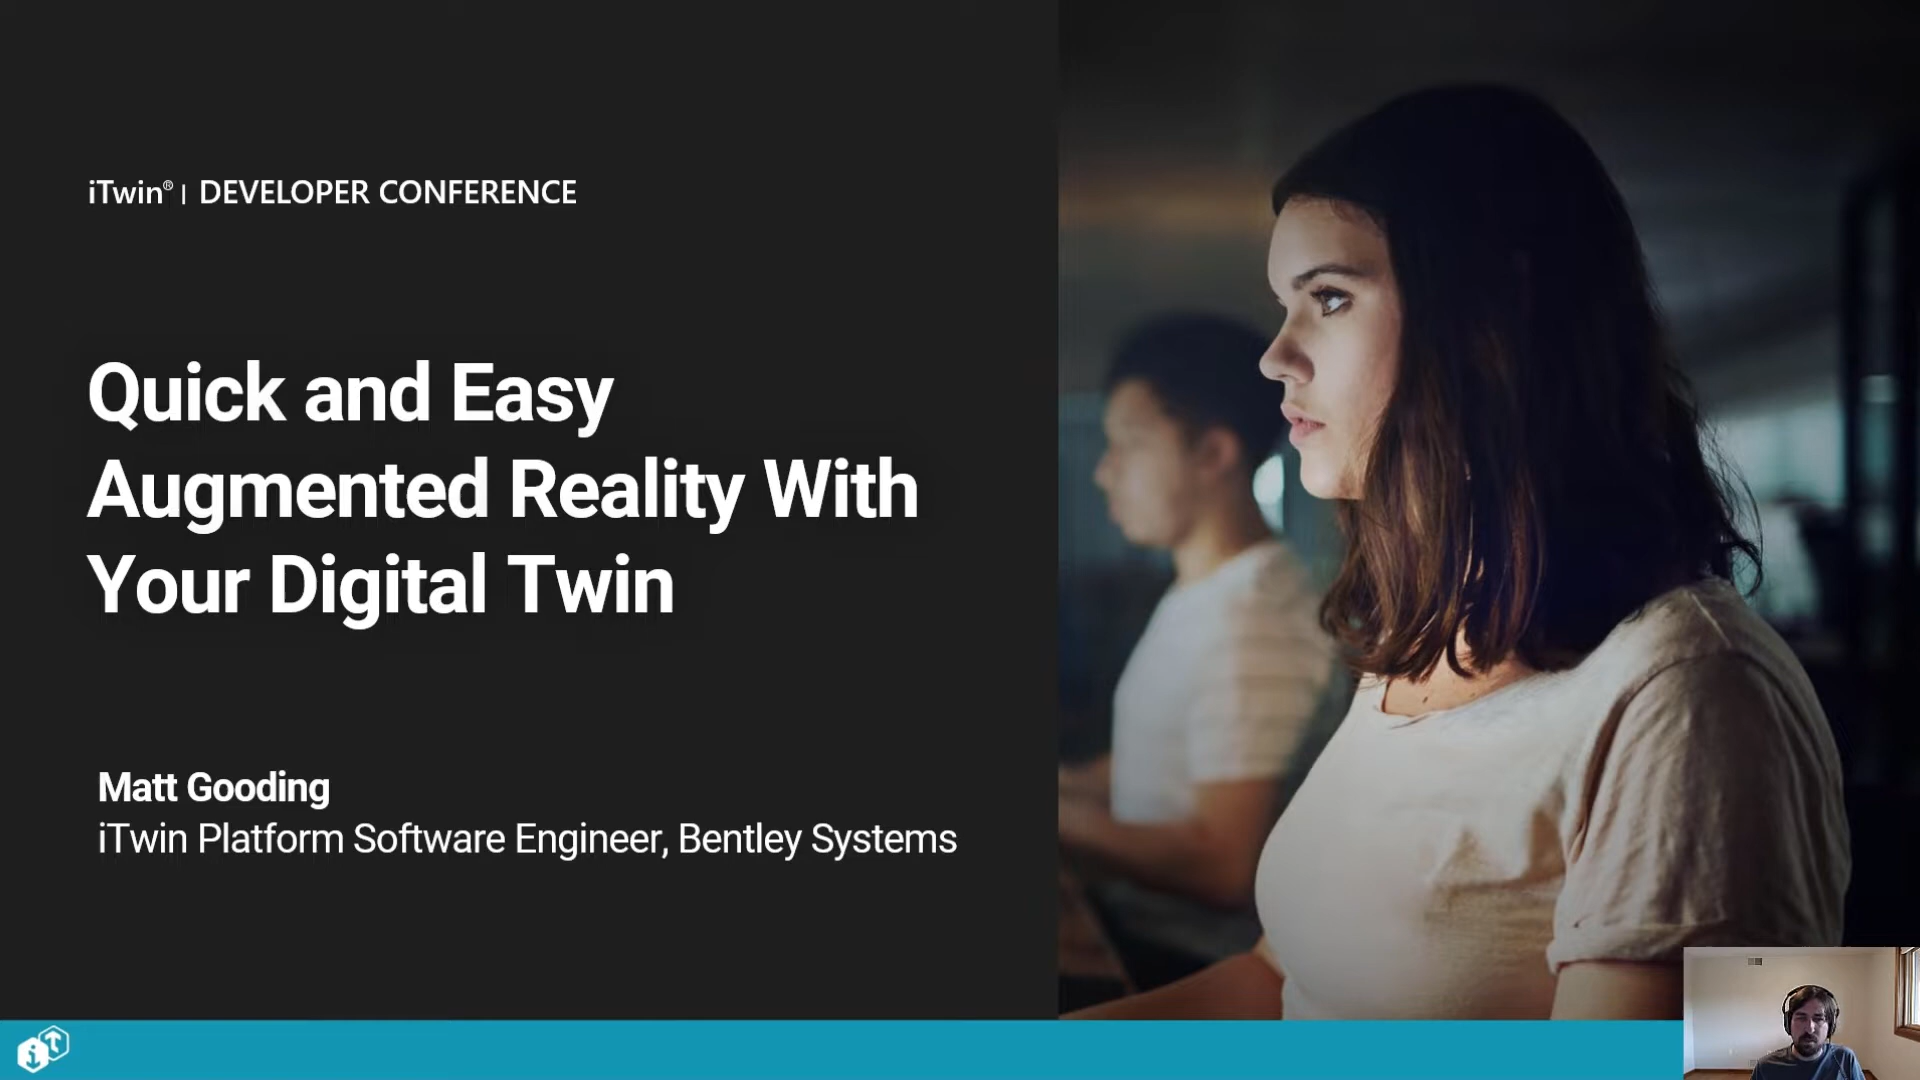 iTwin® | DEVELOPER CONFERENCE
Quick and Easy
Augmented Reality With
Your Digital Twin
Matt Gooding
iTwin Platform Software Engineer, Bentley Systems
iT